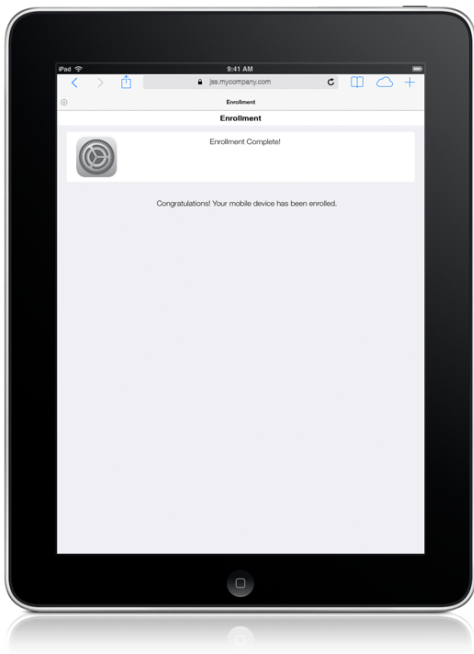 iPad
9:41 AM
jss.mycompany.com
Enrollment
Enrollment
Enrollment Complete!
Congratulations! Your mobile device has been enrolled.